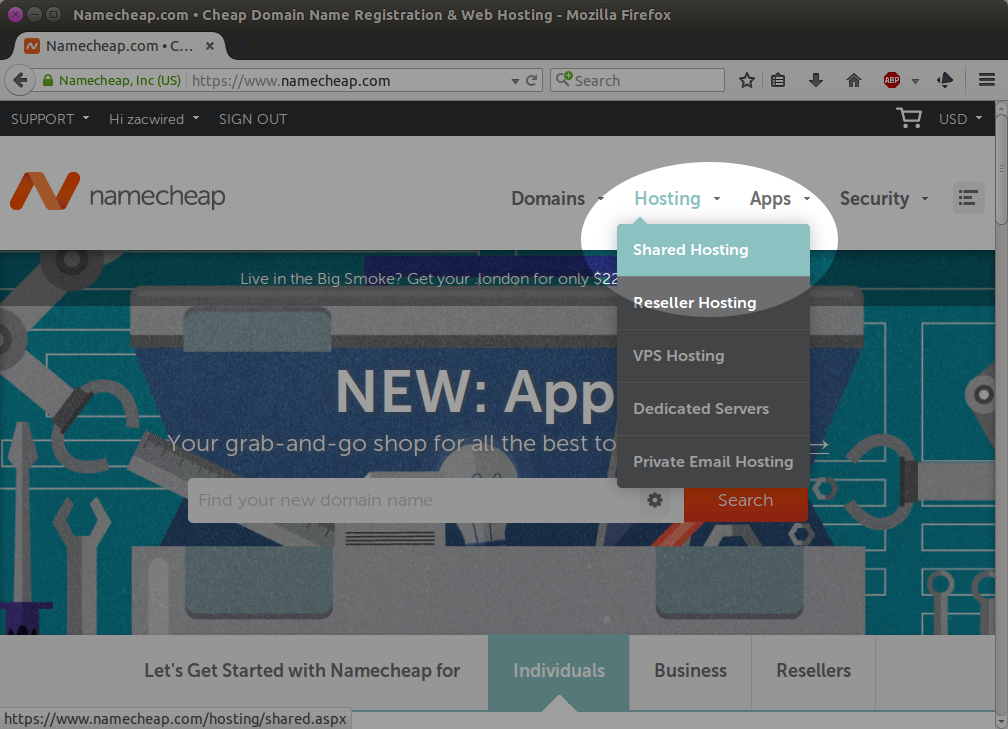 Namecheap.com • Cheap Domain Name Registration & Web Hosting - Mozilla Firefox
Namecheap.com • C...
Namecheap, Inc (US) https://www.namecheap.com Search ABP
SUPPORT Hi zacwired SIGN OUT USD
namecheap Domains Hosting Apps Security
Shared Hosting
Live in the Big Smoke? Get your .london for only $22
Reseller Hosting
VPS Hosting
NEW: App
Dedicated Servers
Your grab-and-go shop for all the best to
Private Email Hosting
Find your new domain name Search
Let's Get Started with Namecheap for Individuals Business Resellers
https://www.namecheap.com/hosting/shared.aspx